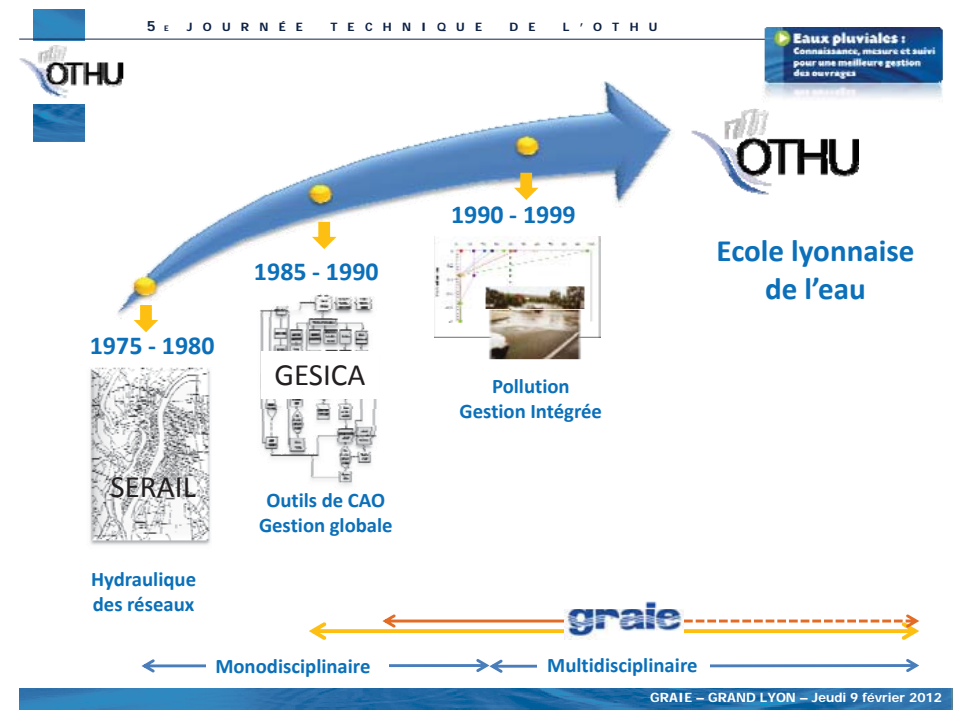 5E JOURNÉE TECHNIQUE DE L'OTHU
Eaux pluviales :
Connaissance, mesure et suivi
pour une meilleure gestion
des ouvrages
OTHU
OTHU
1990 - 1999
Ecole lyonnaise
de l'eau
1985 - 1990
1975 - 1980
GESICA
Pollution
Gestion Intégrée
SERAIL
Outils de CAO
Gestion globale
Hydraulique
des réseaux
graie
Monodisciplinaire
Multidisciplinaire
GRAIE – GRAND LYON – Jeudi 9 février 2012